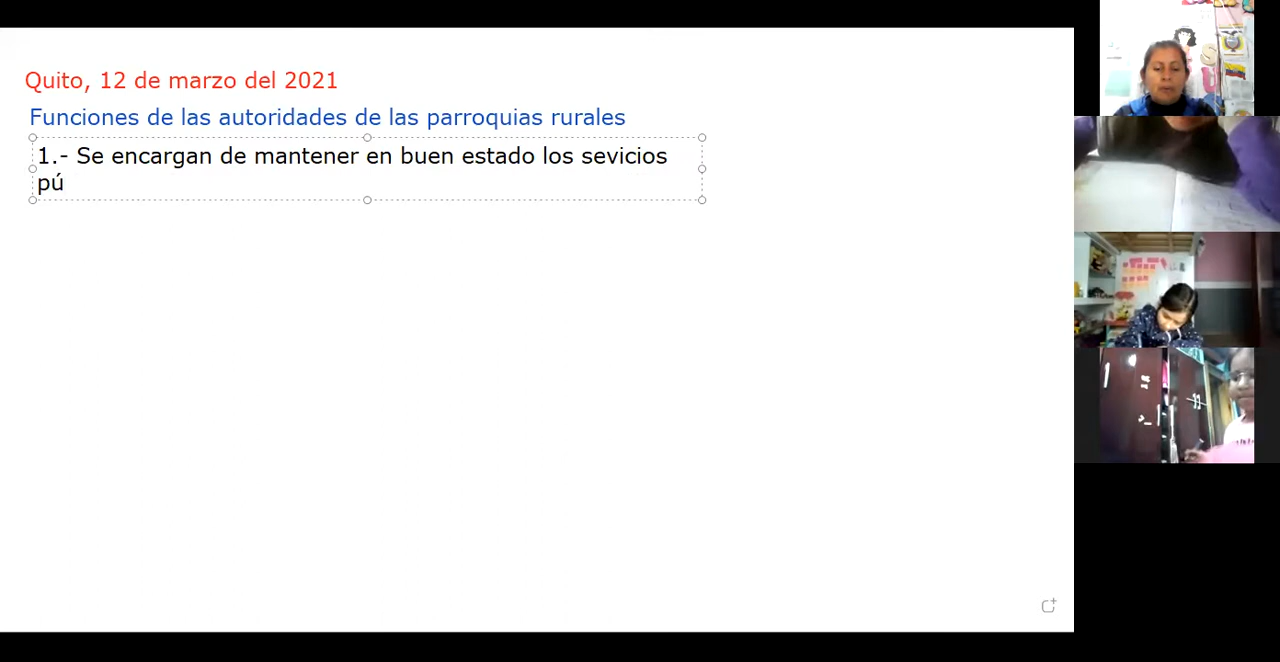 Quito, 12 de marzo del 2021
Funciones de las autoridades de las parroquias rurales
1.- Se encargan de mantener en buen estado los sevicios
pú